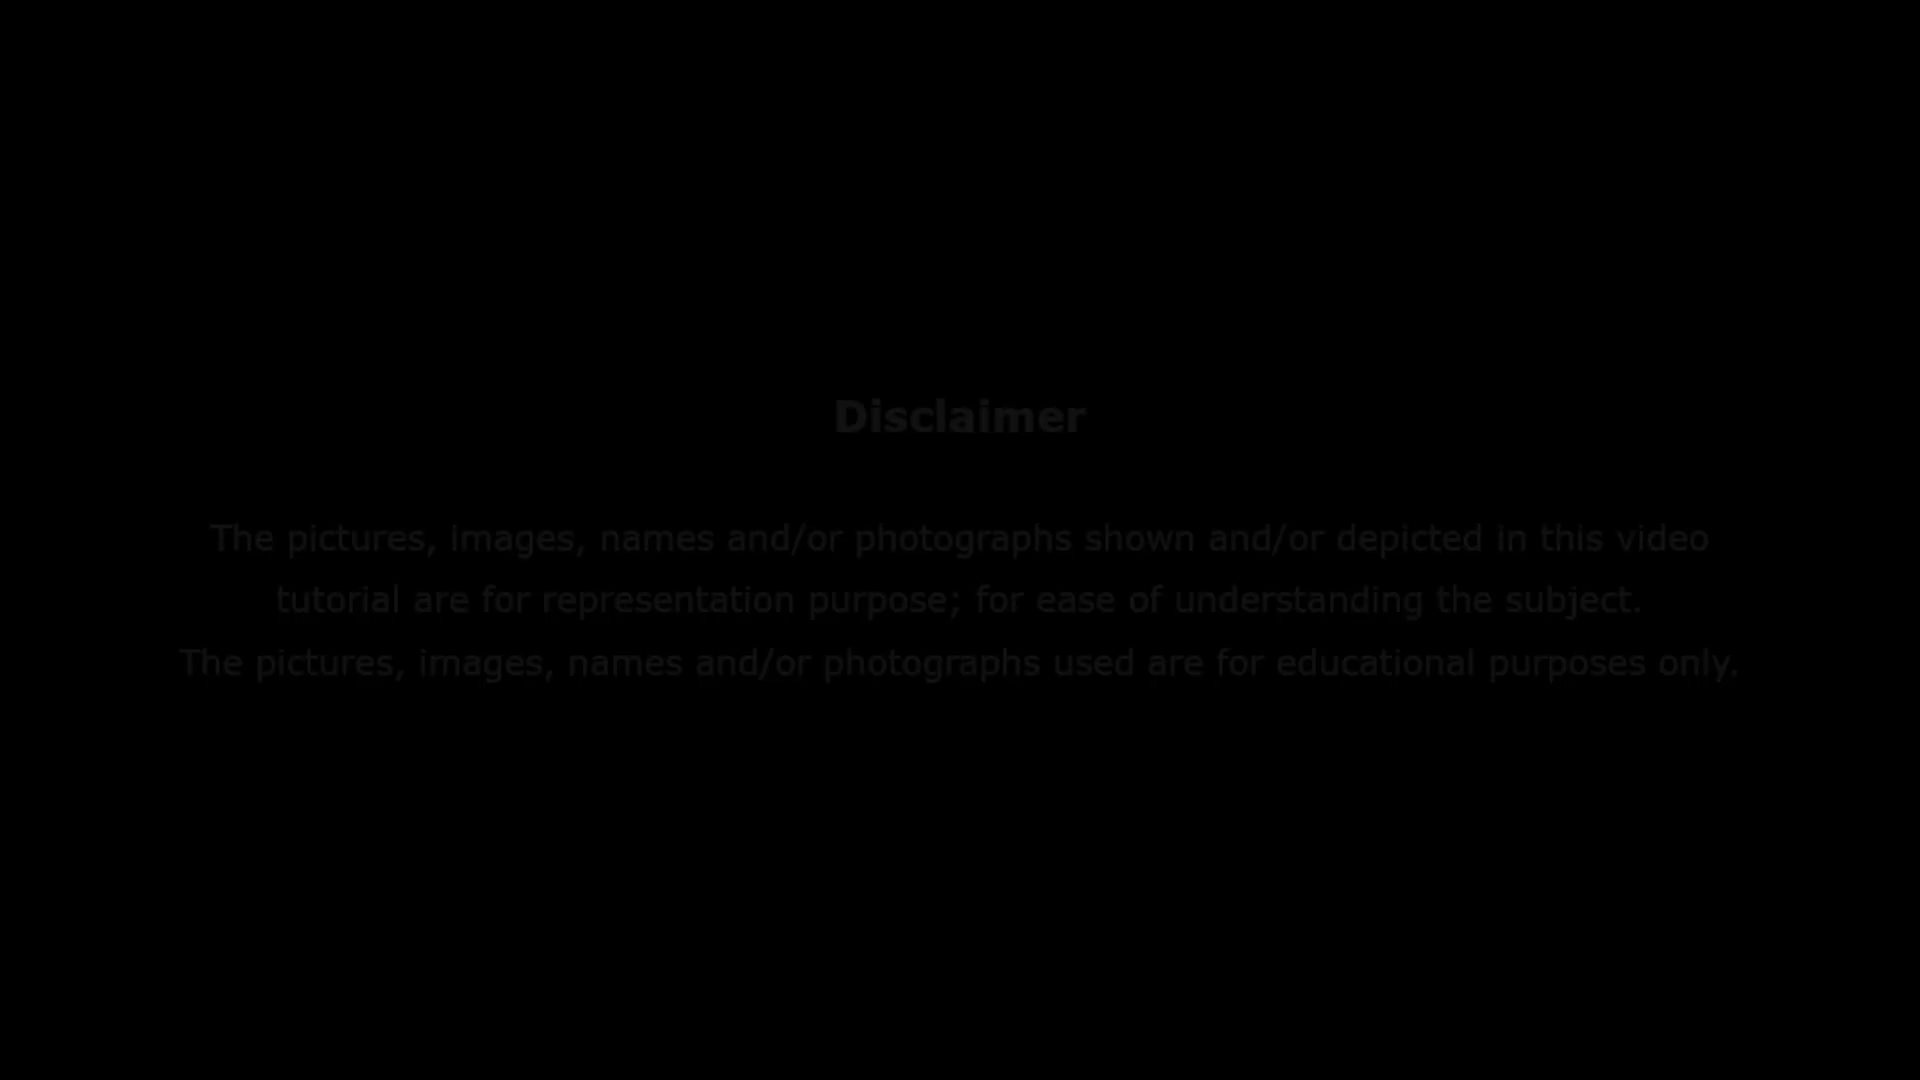 Disclaimer
The pictures, images, names and/or photographs shown and/or depicted in this video
tutorial are for representation purpose; for ease of understanding the subject.
The pictures, images, names and/or photographs used are for educational purposes only.